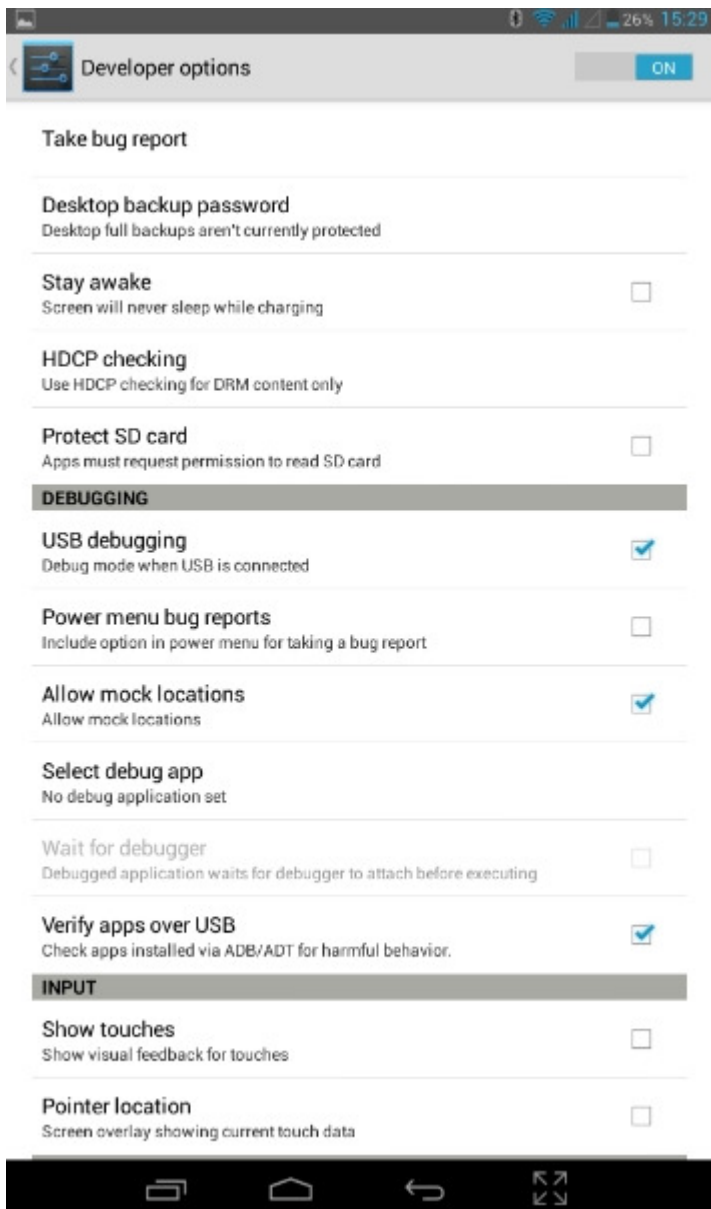 26% 15:29
Developer options
ON
Take bug report
Desktop backup password
Desktop full backups aren't currently protected
Stay awake
Screen will never sleep while charging
HDCP checking
Use HDCP checking for DRM content only
Protect SD card
Apps must request permission to read SD card
DEBUGGING
USB debugging
Debug mode when USB is connected
Power menu bug reports
Include option in power menu for taking a bug report
Allow mock locations
Allow mock locations
Select debug app
No debug application set
Wait for debugger
Debugged application waits for debugger to attach before executing
Verify apps over USB
Check apps installed via ADB/ADT for harmful behavior.
INPUT
Show touches
Show visual feedback for touches
Pointer location
Screen overlay showing current touch data